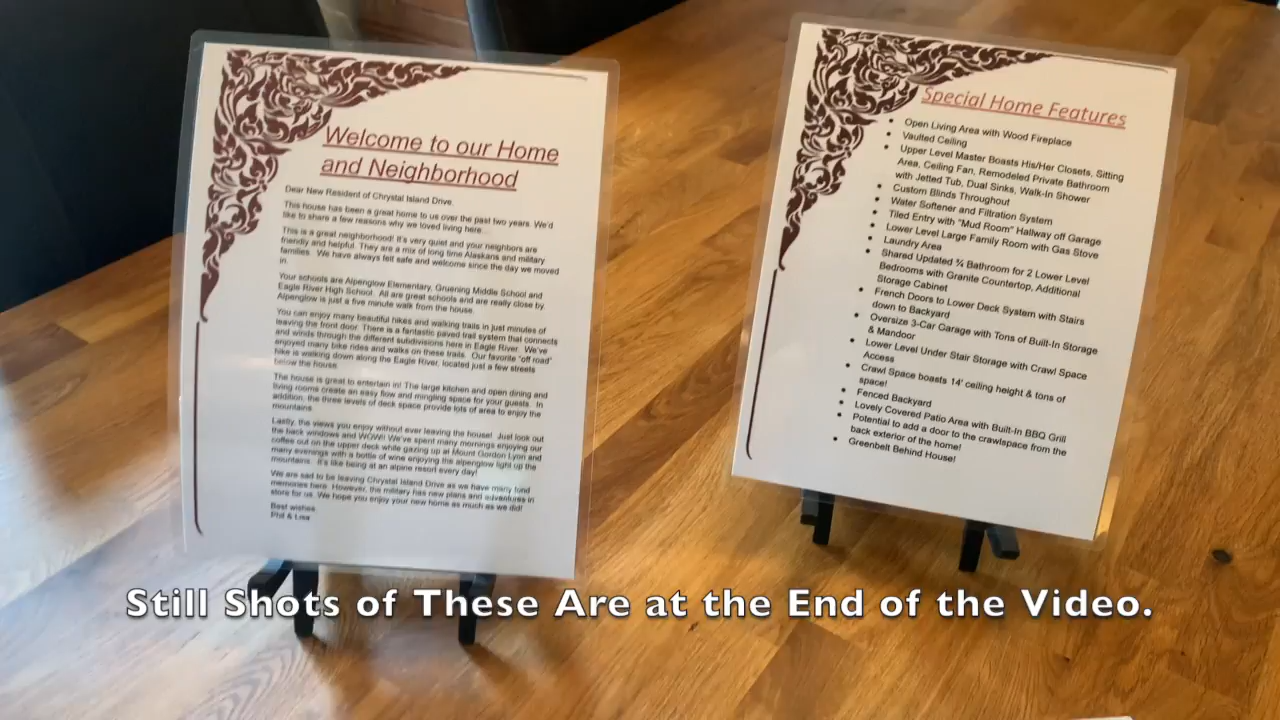 Welcome to our Home
and Neighborhood
Dear New Resident of Chrystal Island Drive,
This house has been a great home to us over the past two years. We'd
like to share a few reasons why we loved living here...
This is a great neighborhood! It's very quiet and your neighbors are
friendly and helpful. They are a mix of long time Alaskans and military
families. We have always felt safe and welcome since the day we moved
in.
Your schools are Alpenglow Elementary, Gruening Middle School and
Eagle River High School. All are great schools and are really close by.
Alpenglow is just a five minute walk from the house.
You can enjoy many beautiful hikes and walking trails in just minutes of
leaving the front door. There is a fantastic paved trail system that connects
and winds through the different subdivisions here in Eagle River. We've
enjoyed many bike rides and walks on these trails. Our favorite "off road"
hike is walking down along the Eagle River, located just a few streets
below the house.
The house is great to entertain in! The large kitchen and open dining and
living rooms create an easy flow and mingling space for your guests. In
addition, the three levels of deck space provide lots of area to enjoy the
mountains.
Lastly, the views you enjoy without ever leaving the house! Just look out
the back windows and WOW!! We've spent many mornings enjoying our
coffee out on the upper deck while gazing up at Mount Gordon Lyon and
many evenings with a bottle of wine enjoying the alpenglow light up the
mountains. It's like being at an alpine resort every day!
We are sad to be leaving Chrystal Island Drive as we have many fond
memories here. However, the military has new plans and adventures in
store for us. We hope you enjoy your new home as much as we did!
Best wishes,
Phil & Lisa
Special Home Features
• Open Living Area with Wood Fireplace
• Vaulted Ceiling
• Upper Level Master Boasts His/Her Closets, Sitting
Area, Ceiling Fan, Remodeled Private Bathroom
with Jetted Tub, Dual Sinks, Walk-In Shower
• Custom Blinds Throughout
• Water Softener and Filtration System
• Tiled Entry with "Mud Room" Hallway off Garage
• Lower Level Large Family Room with Gas Stove
• Laundry Area
• Shared Updated ¾ Bathroom for 2 Lower Level
Bedrooms with Granite Countertop, Additional
Storage Cabinet
• French Doors to Lower Deck System with Stairs
down to Backyard
• Oversize 3-Car Garage with Tons of Built-In Storage
& Mandoor
• Lower Level Under Stair Storage with Crawl Space
Access
• Crawl Space boasts 14' ceiling height & tons of
space!
• Fenced Backyard
• Lovely Covered Patio Area with Built-In BBQ Grill
• Potential to add a door to the crawlspace from the
back exterior of the home!
• Greenbelt Behind House!
Still Shots of These Are at the End of the Video.